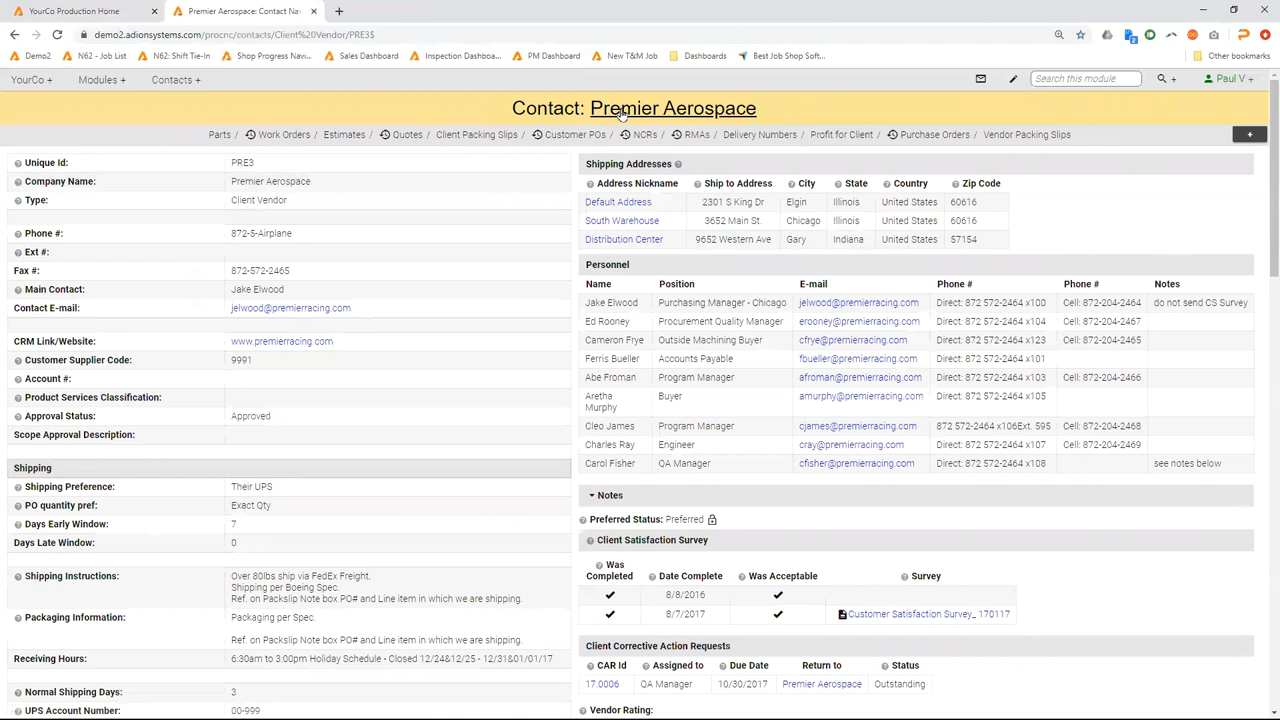 YourCo Production Home
Premier Aerospace: Contact Na
demo2.adionsystems.com/procnc/contacts/Client%20Vendor/PRE3$
Demo2 N62 - Job List N62: Shift Tie-In Shop Progress Navi... Sales Dashboard Inspection Dashboa... PM Dashboard New T&M Job Dashboards Best Job Shop Soft... Other bookmarks
YourCo + Modules + Contacts + Search this module + Paul V +
Contact: Premier Aerospace
Parts / Work Orders / Estimates / Quotes / Client Packing Slips / Customer POs / NCRs / RMAs / Delivery Numbers / Profit for Client / Purchase Orders / Vendor Packing Slips +
Unique Id: PRE3
Company Name: Premier Aerospace
Type: Client Vendor
Phone #: 872-5-Airplane
Ext #:
Fax #: 872-572-2465
Main Contact: Jake Elwood
Contact E-mail: jelwood@premierracing.com
CRM Link/Website: www.premierracing.com
Customer Supplier Code: 9991
Account #:
Product Services Classification:
Approval Status: Approved
Scope Approval Description:
Shipping
Shipping Preference: Their UPS
PO quantity pref: Exact Qty
Days Early Window: 7
Days Late Window: 0
Shipping Instructions: Over 80lbs ship via FedEx Freight.
Shipping per Boeing Spec.
Ref. on Packslip Note box PO# and Line item in which we are shipping.
Packaging Information: Packaging per Spec.
Ref. on Packslip Note box PO# and Line item in which we are shipping.
Receiving Hours: 6:30am to 3:00pm Holiday Schedule - Closed 12/24&12/25 - 12/31&01/01/17
Normal Shipping Days: 3
UPS Account Number: 00-999
Shipping Addresses
Address Nickname Ship to Address City State Country Zip Code
Default Address 2301 S King Dr Elgin Illinois United States 60616
South Warehouse 3652 Main St. Chicago Illinois United States 60616
Distribution Center 9652 Western Ave Gary Indiana United States 57154
Personnel
Name Position E-mail Phone # Phone # Notes
Jake Elwood Purchasing Manager - Chicago jelwood@premierracing.com Direct: 872 572-2464 x100 Cell: 872-204-2464 do not send CS Survey
Ed Rooney Procurement Quality Manager erooney@premierracing.com Direct: 872 572-2464 x104 Cell: 872-204-2467
Cameron Frye Outside Machining Buyer cfrye@premierracing.com Direct: 872 572-2464 x123 Cell: 872-204-2465
Ferris Bueller Accounts Payable fbueller@premierracing.com Direct: 872 572-2464 x101
Abe Froman Program Manager afroman@premierracing.com Direct: 872 572-2464 x103 Cell: 872-204-2466
Aretha Murphy Buyer amurphy@premierracing.com Direct: 872 572-2464 x105
Cleo James Program Manager cjames@premierracing.com 872 572-2464 x106Ext. 595 Cell: 872-204-2468
Charles Ray Engineer cray@premierracing.com Direct: 872 572-2464 x107 Cell: 872-204-2469
Carol Fisher QA Manager cfisher@premierracing.com Direct: 872 572-2464 x108 see notes below
Notes
Preferred Status: Preferred
Client Satisfaction Survey
Was Completed Date Complete Was Acceptable Survey
8/8/2016
8/7/2017 Customer Satisfaction Survey_ 170117
Client Corrective Action Requests
CAR Id Assigned to Due Date Return to Status
17.0006 QA Manager 10/30/2017 Premier Aerospace Outstanding
Vendor Rating: